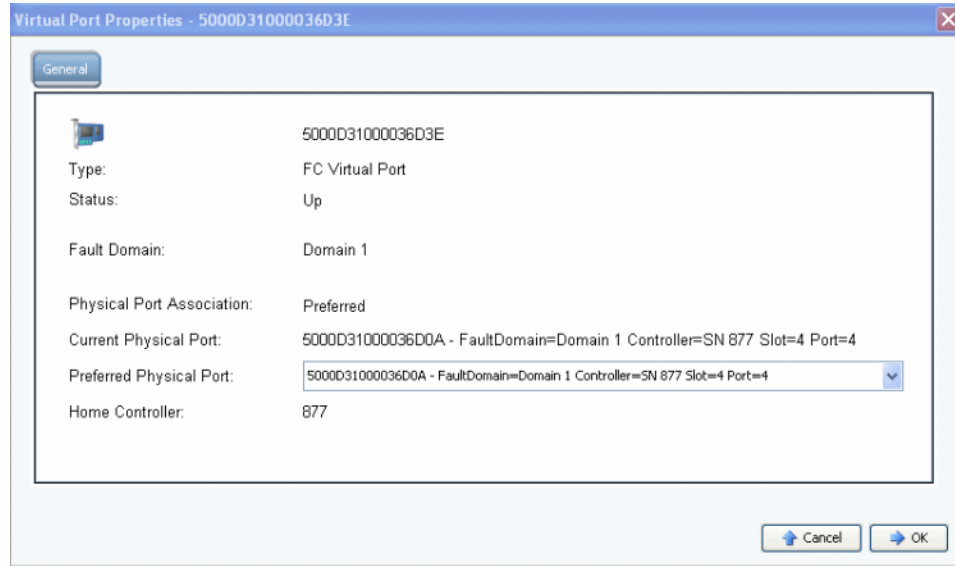 Virtual Port Properties - 5000D31000036D3E
General
5000D31000036D3E
Type: FC Virtual Port
Status: Up
Fault Domain: Domain 1
Physical Port Association: Preferred
Current Physical Port: 5000D31000036D0A - FaultDomain=Domain 1 Controller=SN 877 Slot=4 Port=4
Preferred Physical Port: 5000D31000036D0A - FaultDomain=Domain 1 Controller=SN 877 Slot=4 Port=4
Home Controller: 877
Cancel OK